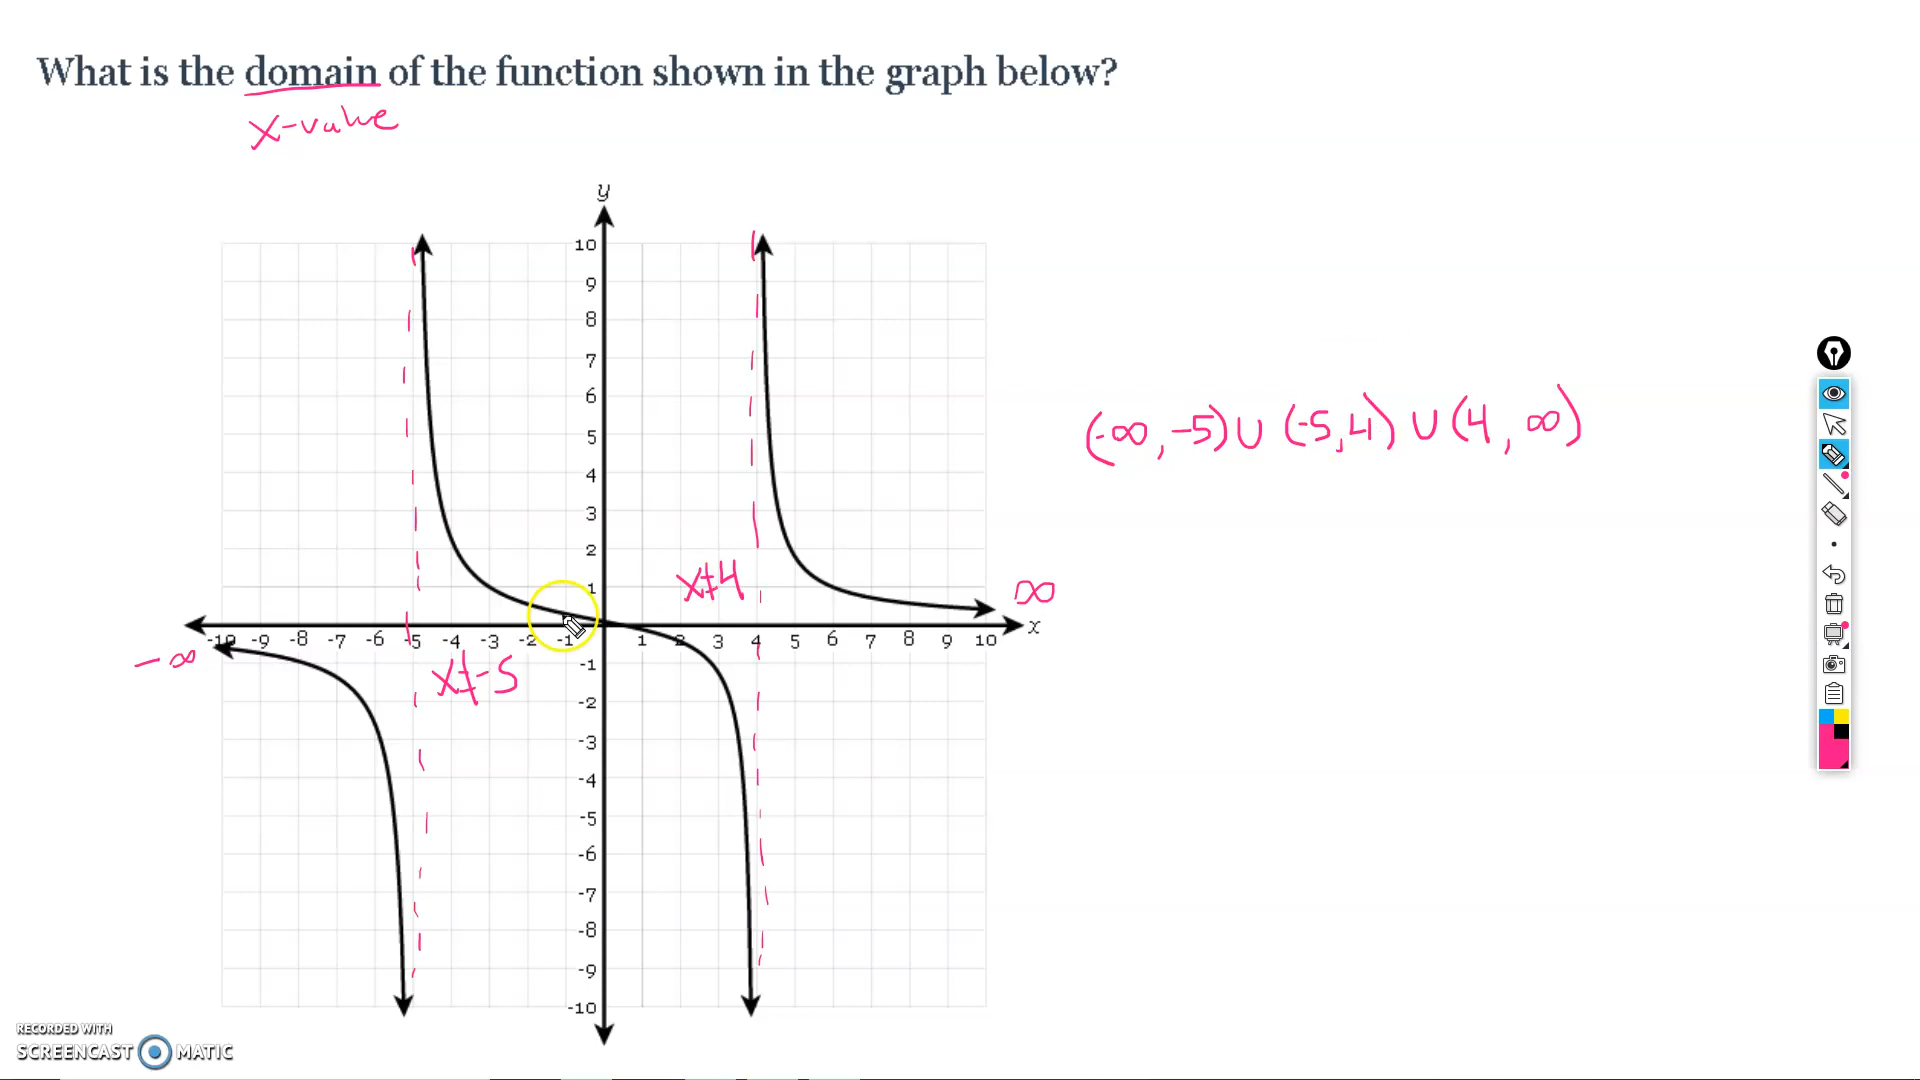 What is the domain of the function shown in the graph below?
x-value
y
10
9
8
7
6
5
4
3
2
1
(-∞, -5) ∪ (-5, 4) ∪ (4, ∞)
x≠4
∞
-10 -9 -8 -7 -6 -5 -4 -3 -2 -1 1 2 3 4 5 6 7 8 9 10 x
-∞
x≠-5
-1
-2
-3
-4
-5
-6
-7
-8
-9
-10
RECORDED WITH
SCREENCAST MATIC